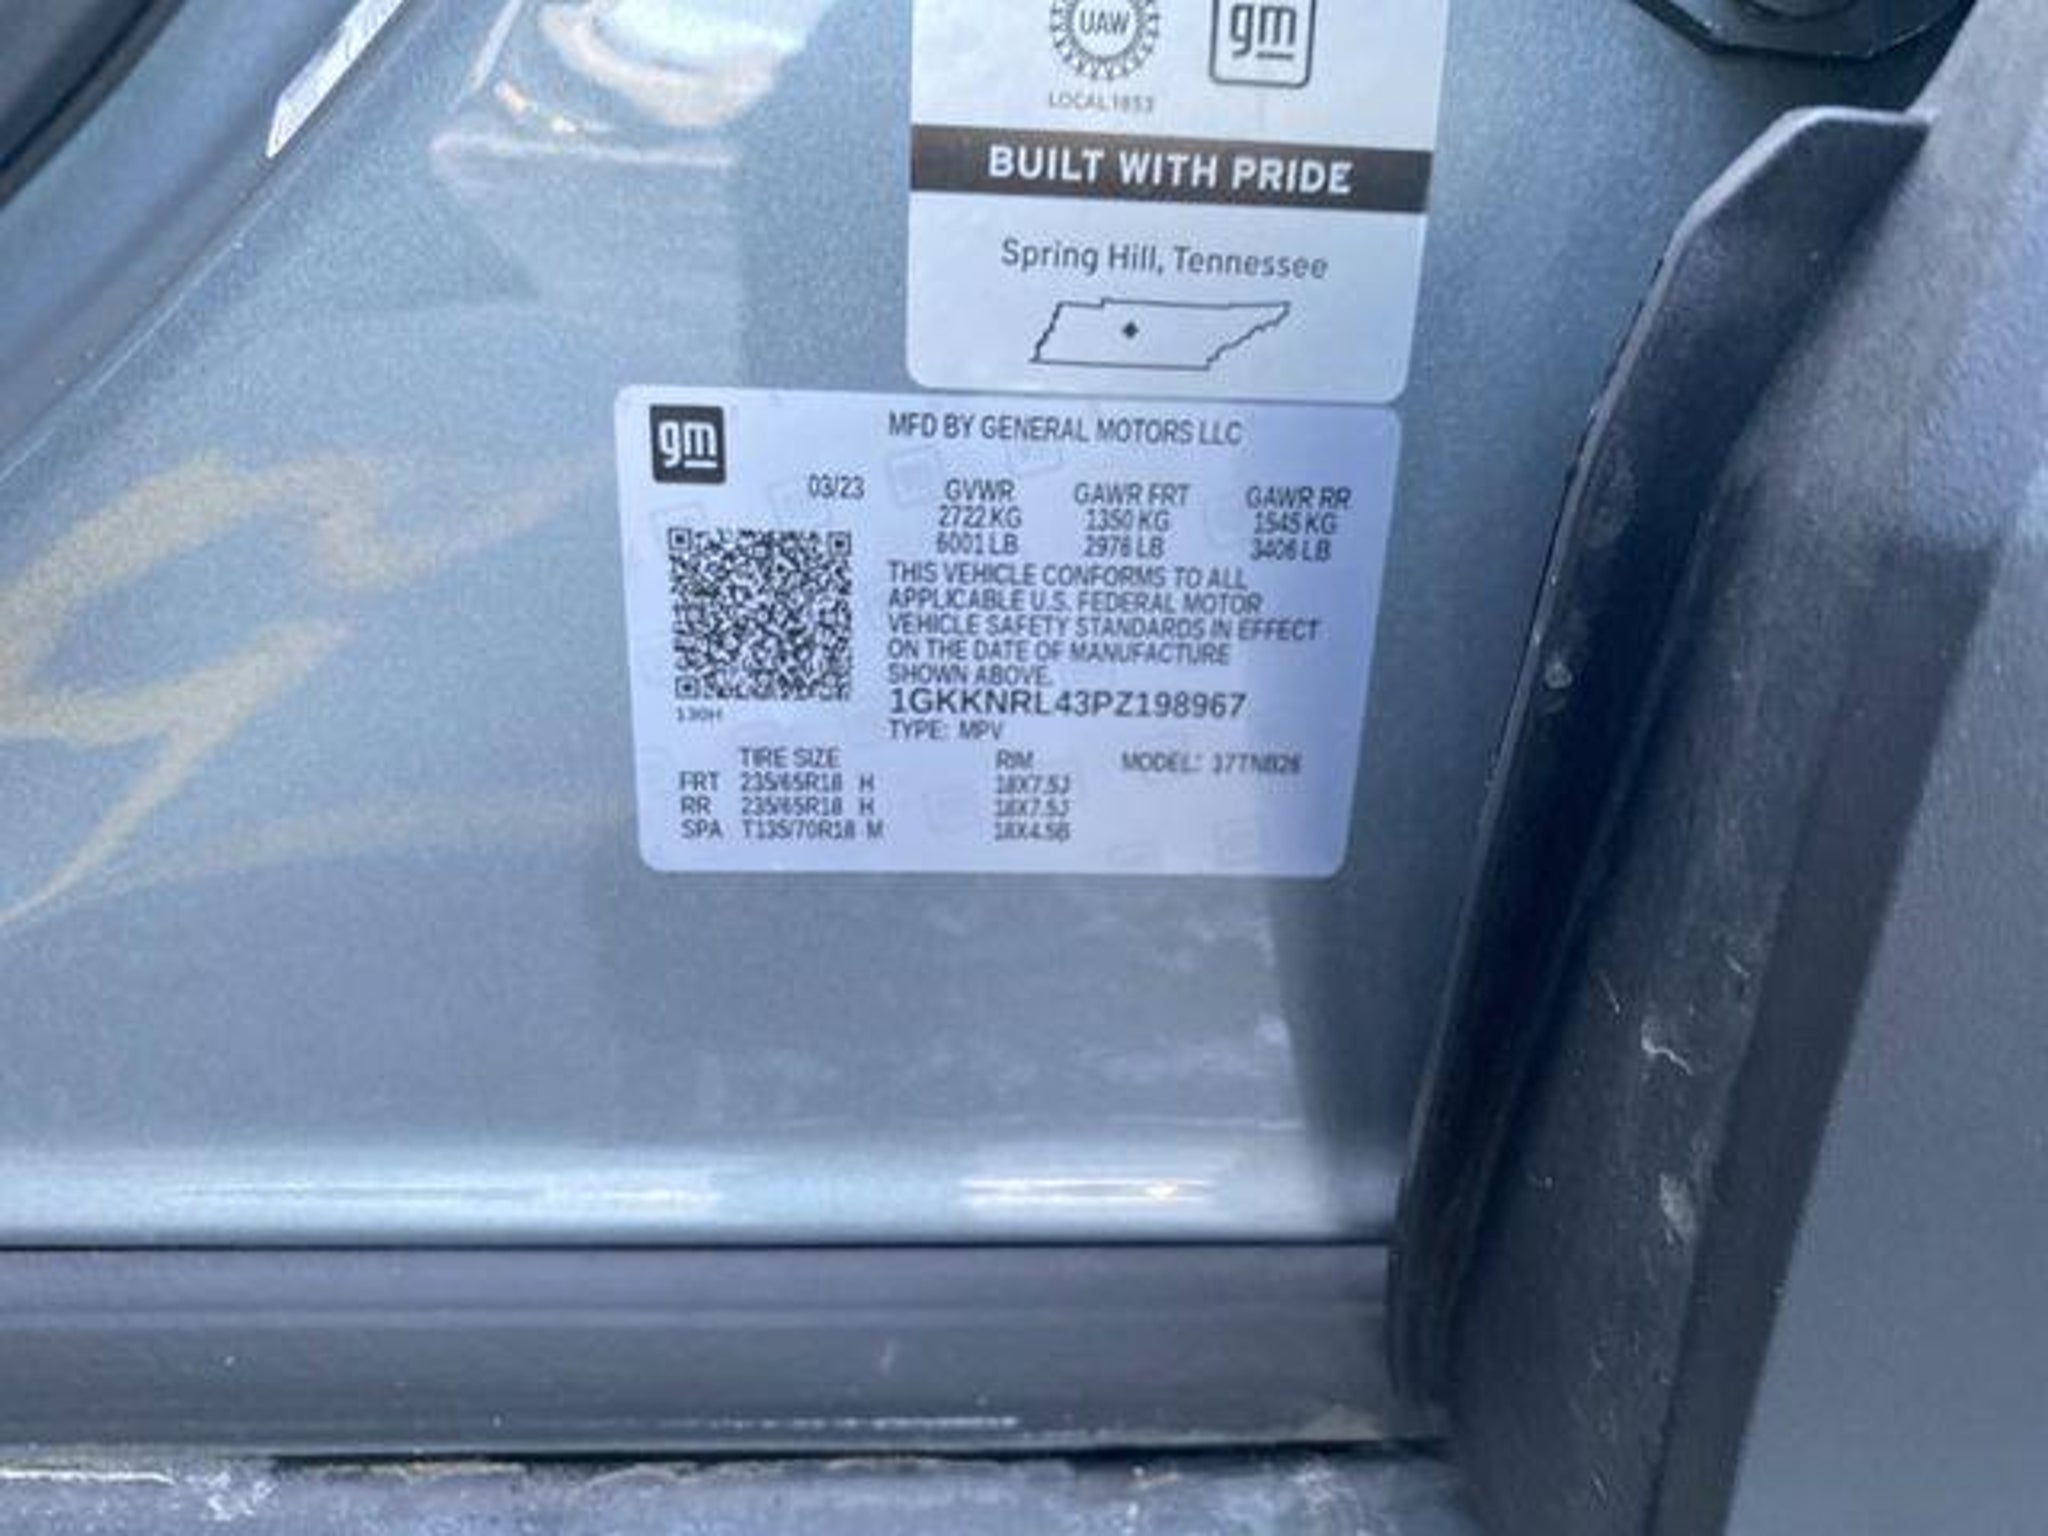 UAW
gm
LOCAL 1853
BUILT WITH PRIDE
Spring Hill, Tennessee
gm
MFD BY GENERAL MOTORS LLC
03/23 GVWR GAWR FRT GAWR RR
2722 KG 1350 KG 1545 KG
6001 LB 2976 LB 3406 LB
THIS VEHICLE CONFORMS TO ALL
APPLICABLE U.S. FEDERAL MOTOR
VEHICLE SAFETY STANDARDS IN EFFECT
ON THE DATE OF MANUFACTURE
SHOWN ABOVE.
1GKKNRL43PZ198967
TYPE: MPV
TIRE SIZE RIM MODEL:
FRT 235/65R18 H 18X7.5J
RR 235/65R18 H 18X7.5J
SPA T135/70R18 M 18X4.5B